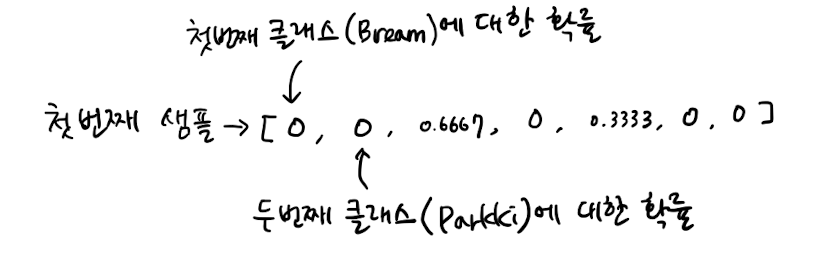 첫번째 클래스(Bream)에 대한 확률
첫번째 샘플 → [0, 0, 0.6667, 0, 0.3333, 0, 0]
두번째 클래스(Parkki)에 대한 확률